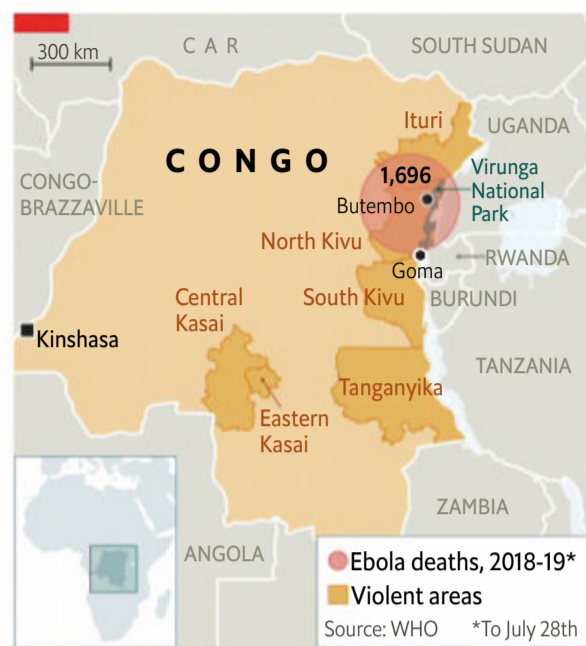 300 km
C A R
SOUTH SUDAN
Ituri
UGANDA
CONGO
1,696
Virunga
National
Park
CONGO-
BRAZZAVILLE
Butembo
North Kivu
Goma
RWANDA
Central
Kasai
South Kivu
BURUNDI
Kinshasa
TANZANIA
Tanganyika
Eastern
Kasai
ZAMBIA
ANGOLA
Ebola deaths, 2018-19*
Violent areas
Source: WHO *To July 28th